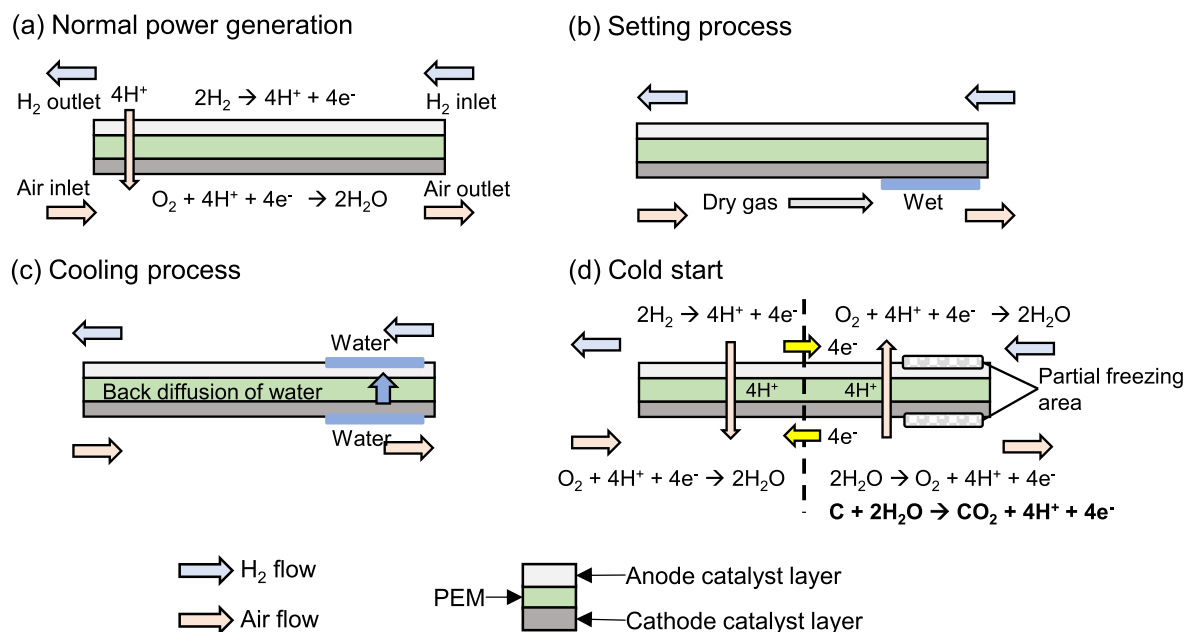 (a) Normal power generation
H₂ outlet
4H⁺
2H₂ → 4H⁺ + 4e⁻
H₂ inlet
Air inlet
O₂ + 4H⁺ + 4e⁻ → 2H₂O
Air outlet
(b) Setting process
Dry gas
Wet
(c) Cooling process
Water
Back diffusion of water
Water
(d) Cold start
2H₂ → 4H⁺ + 4e⁻
O₂ + 4H⁺ + 4e⁻ → 2H₂O
4e⁻
4H⁺
4H⁺
Partial freezing
area
4e⁻
O₂ + 4H⁺ + 4e⁻ → 2H₂O
2H₂O → O₂ + 4H⁺ + 4e⁻
C + 2H₂O → CO₂ + 4H⁺ + 4e⁻
H₂ flow
Air flow
PEM
Anode catalyst layer
Cathode catalyst layer